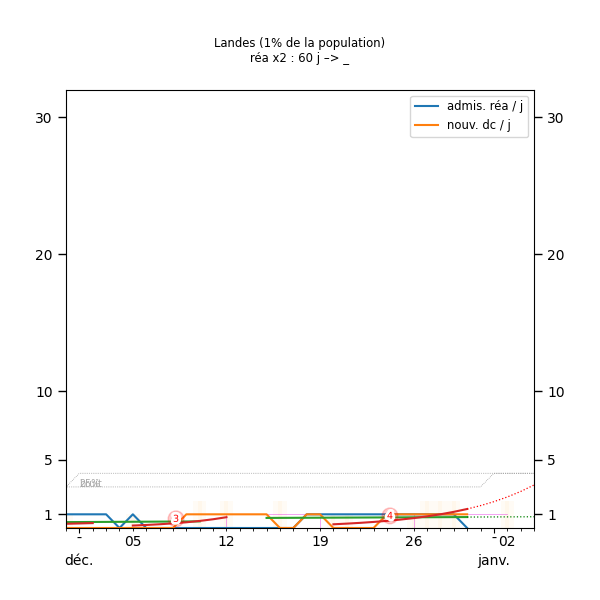 Landes (1% de la population)
réa x2 : 60 j –> _
admis. réa / j
nouv. dc / j
30 30
20 20
10 10
5 5
1 1
3 4
- 05 12 19 26 - 02
déc. janv.